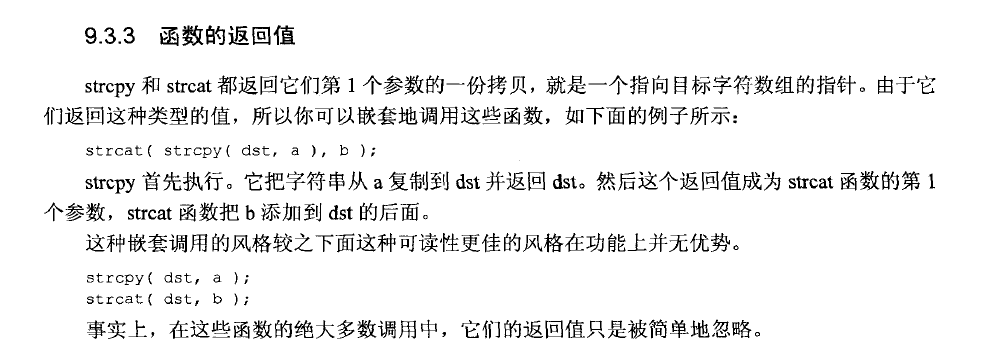 9.3.3 函数的返回值
strcpy 和 strcat 都返回它们第 1 个参数的一份拷贝，就是一个指向目标字符数组的指针。由于它
们返回这种类型的值，所以你可以嵌套地调用这些函数，如下面的例子所示：
strcat( strcpy( dst, a ), b );
strcpy 首先执行。它把字符串从 a 复制到 dst 并返回 dst。然后这个返回值成为 strcat 函数的第 1
个参数，strcat 函数把 b 添加到 dst 的后面。
这种嵌套调用的风格较之下面这种可读性更佳的风格在功能上并无优势。
strcpy( dst, a );
strcat( dst, b );
事实上，在这些函数的绝大多数调用中，它们的返回值只是被简单地忽略。